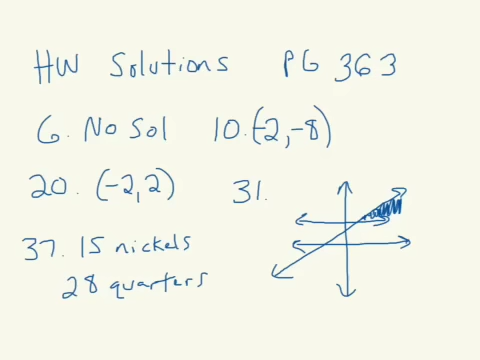 HW Solutions PG 363
6. No Sol 10. (-2, -8)
20. (-2, 2) 31.
37. 15 nickels
28 quarters